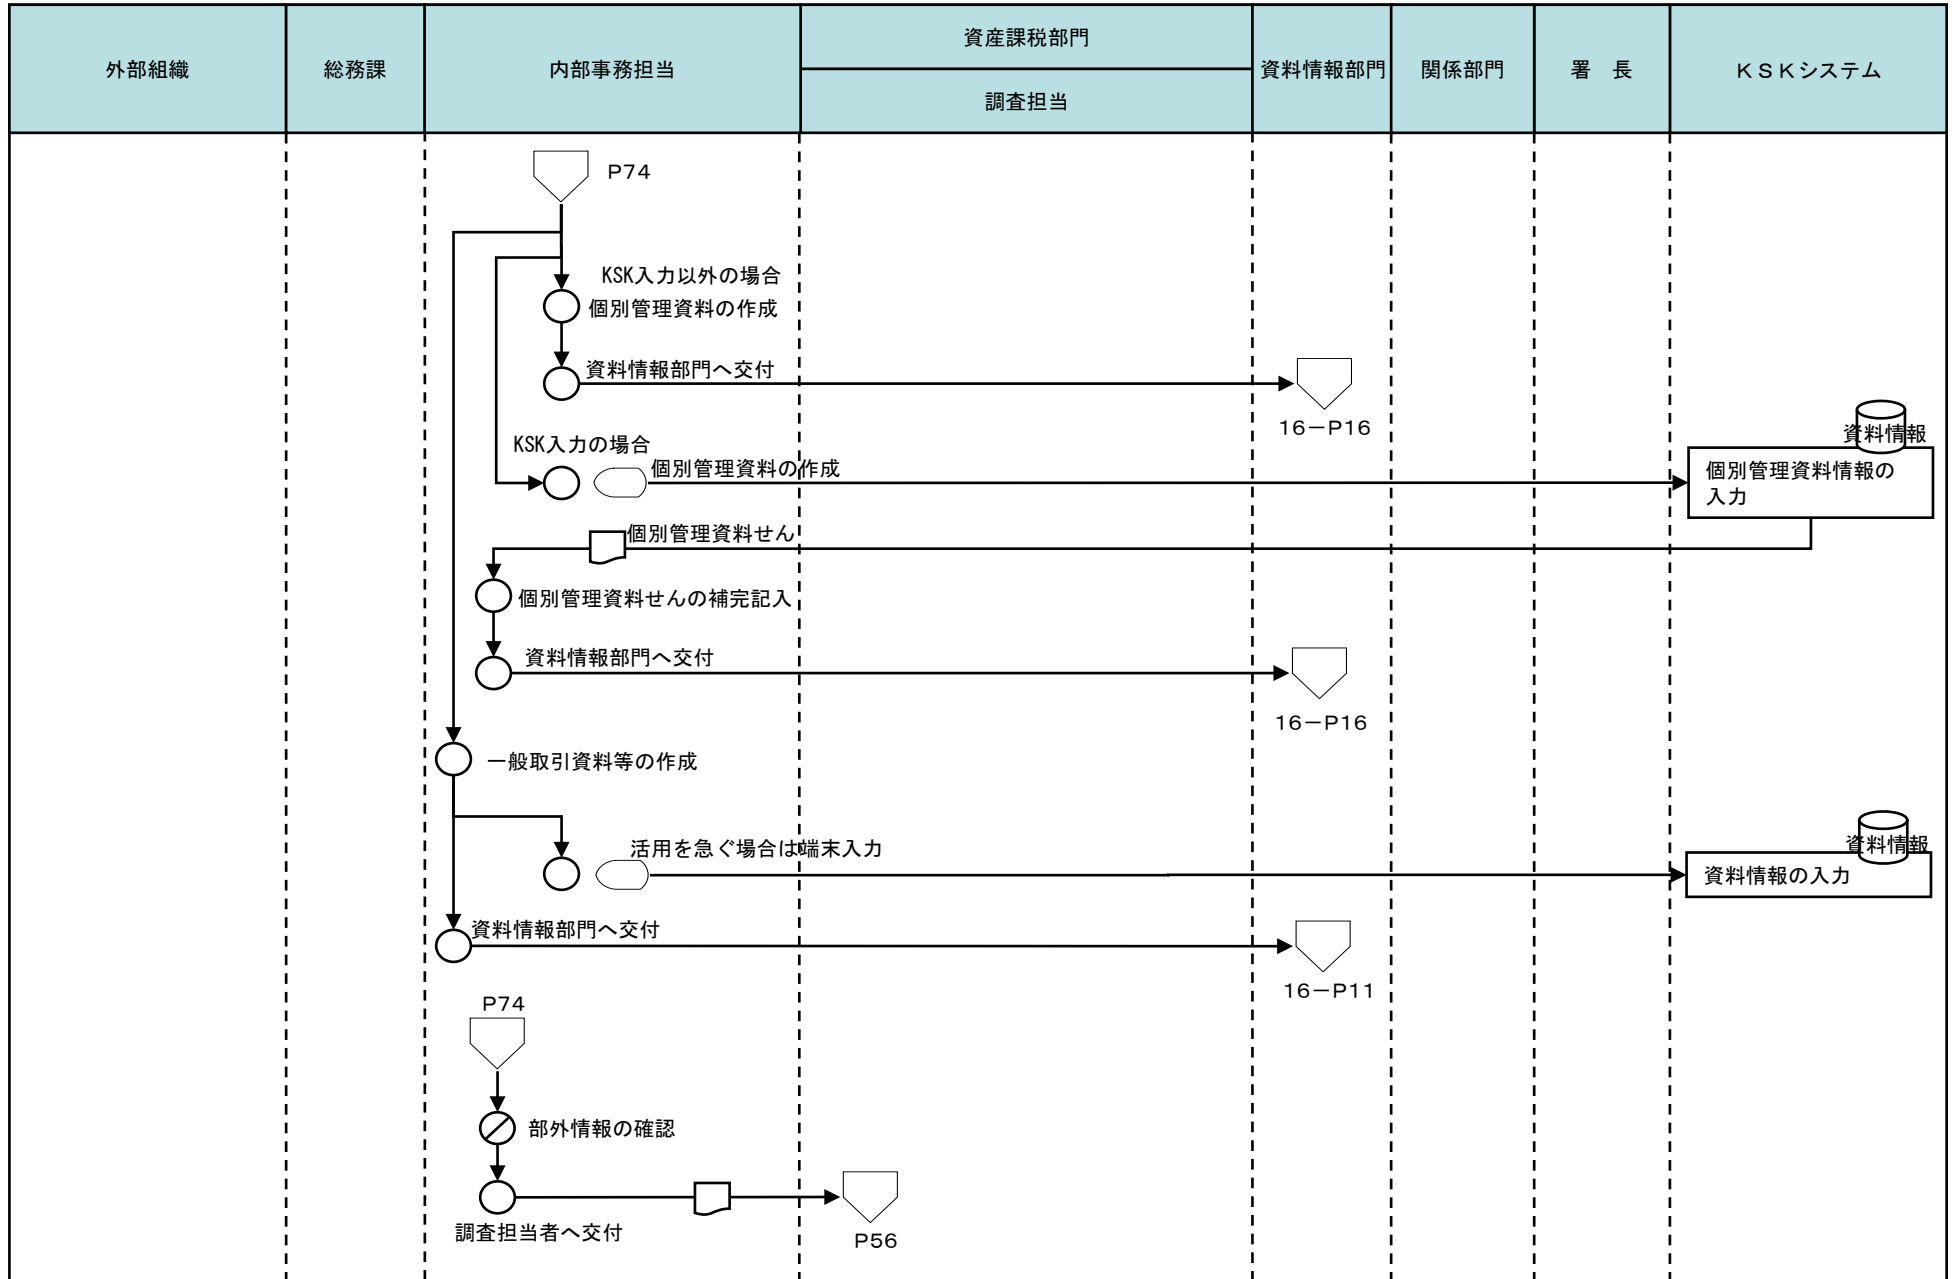 外部組織
総務課
内部事務担当
資産課税部門
調査担当
資料情報部門
関係部門
署　長
ＫＳＫシステム
P74
KSK入力以外の場合
個別管理資料の作成
資料情報部門へ交付
16－P16
KSK入力の場合
個別管理資料の作成
資料情報
個別管理資料情報の
入力
個別管理資料せん
個別管理資料せんの補完記入
資料情報部門へ交付
16－P16
一般取引資料等の作成
活用を急ぐ場合は端末入力
資料情報
資料情報の入力
資料情報部門へ交付
16－P11
P74
部外情報の確認
調査担当者へ交付
P56